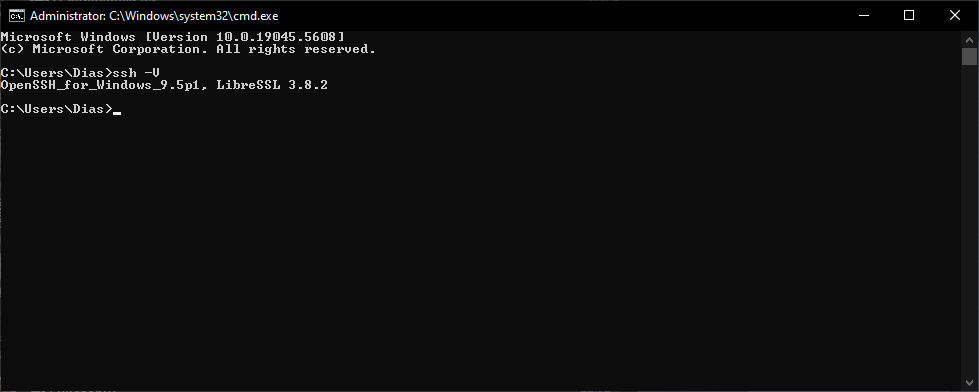 Administrator: C:\Windows\system32\cmd.exe
Microsoft Windows [Version 10.0.19045.5608]
(c) Microsoft Corporation. All rights reserved.
C:\Users\Dias>ssh -V
OpenSSH_for_Windows_9.5p1, LibreSSL 3.8.2
C:\Users\Dias>